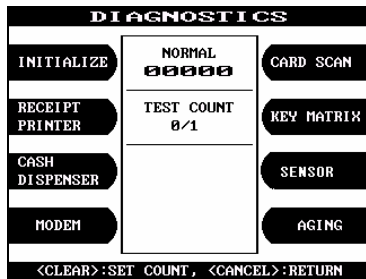 DIAGNOSTICS
INITIALIZE
NORMAL
00000
CARD SCAN
RECEIPT
PRINTER
TEST COUNT
0/1
KEY MATRIX
CASH
DISPENSER
SENSOR
MODEM
AGING
<CLEAR>:SET COUNT, <CANCEL>:RETURN